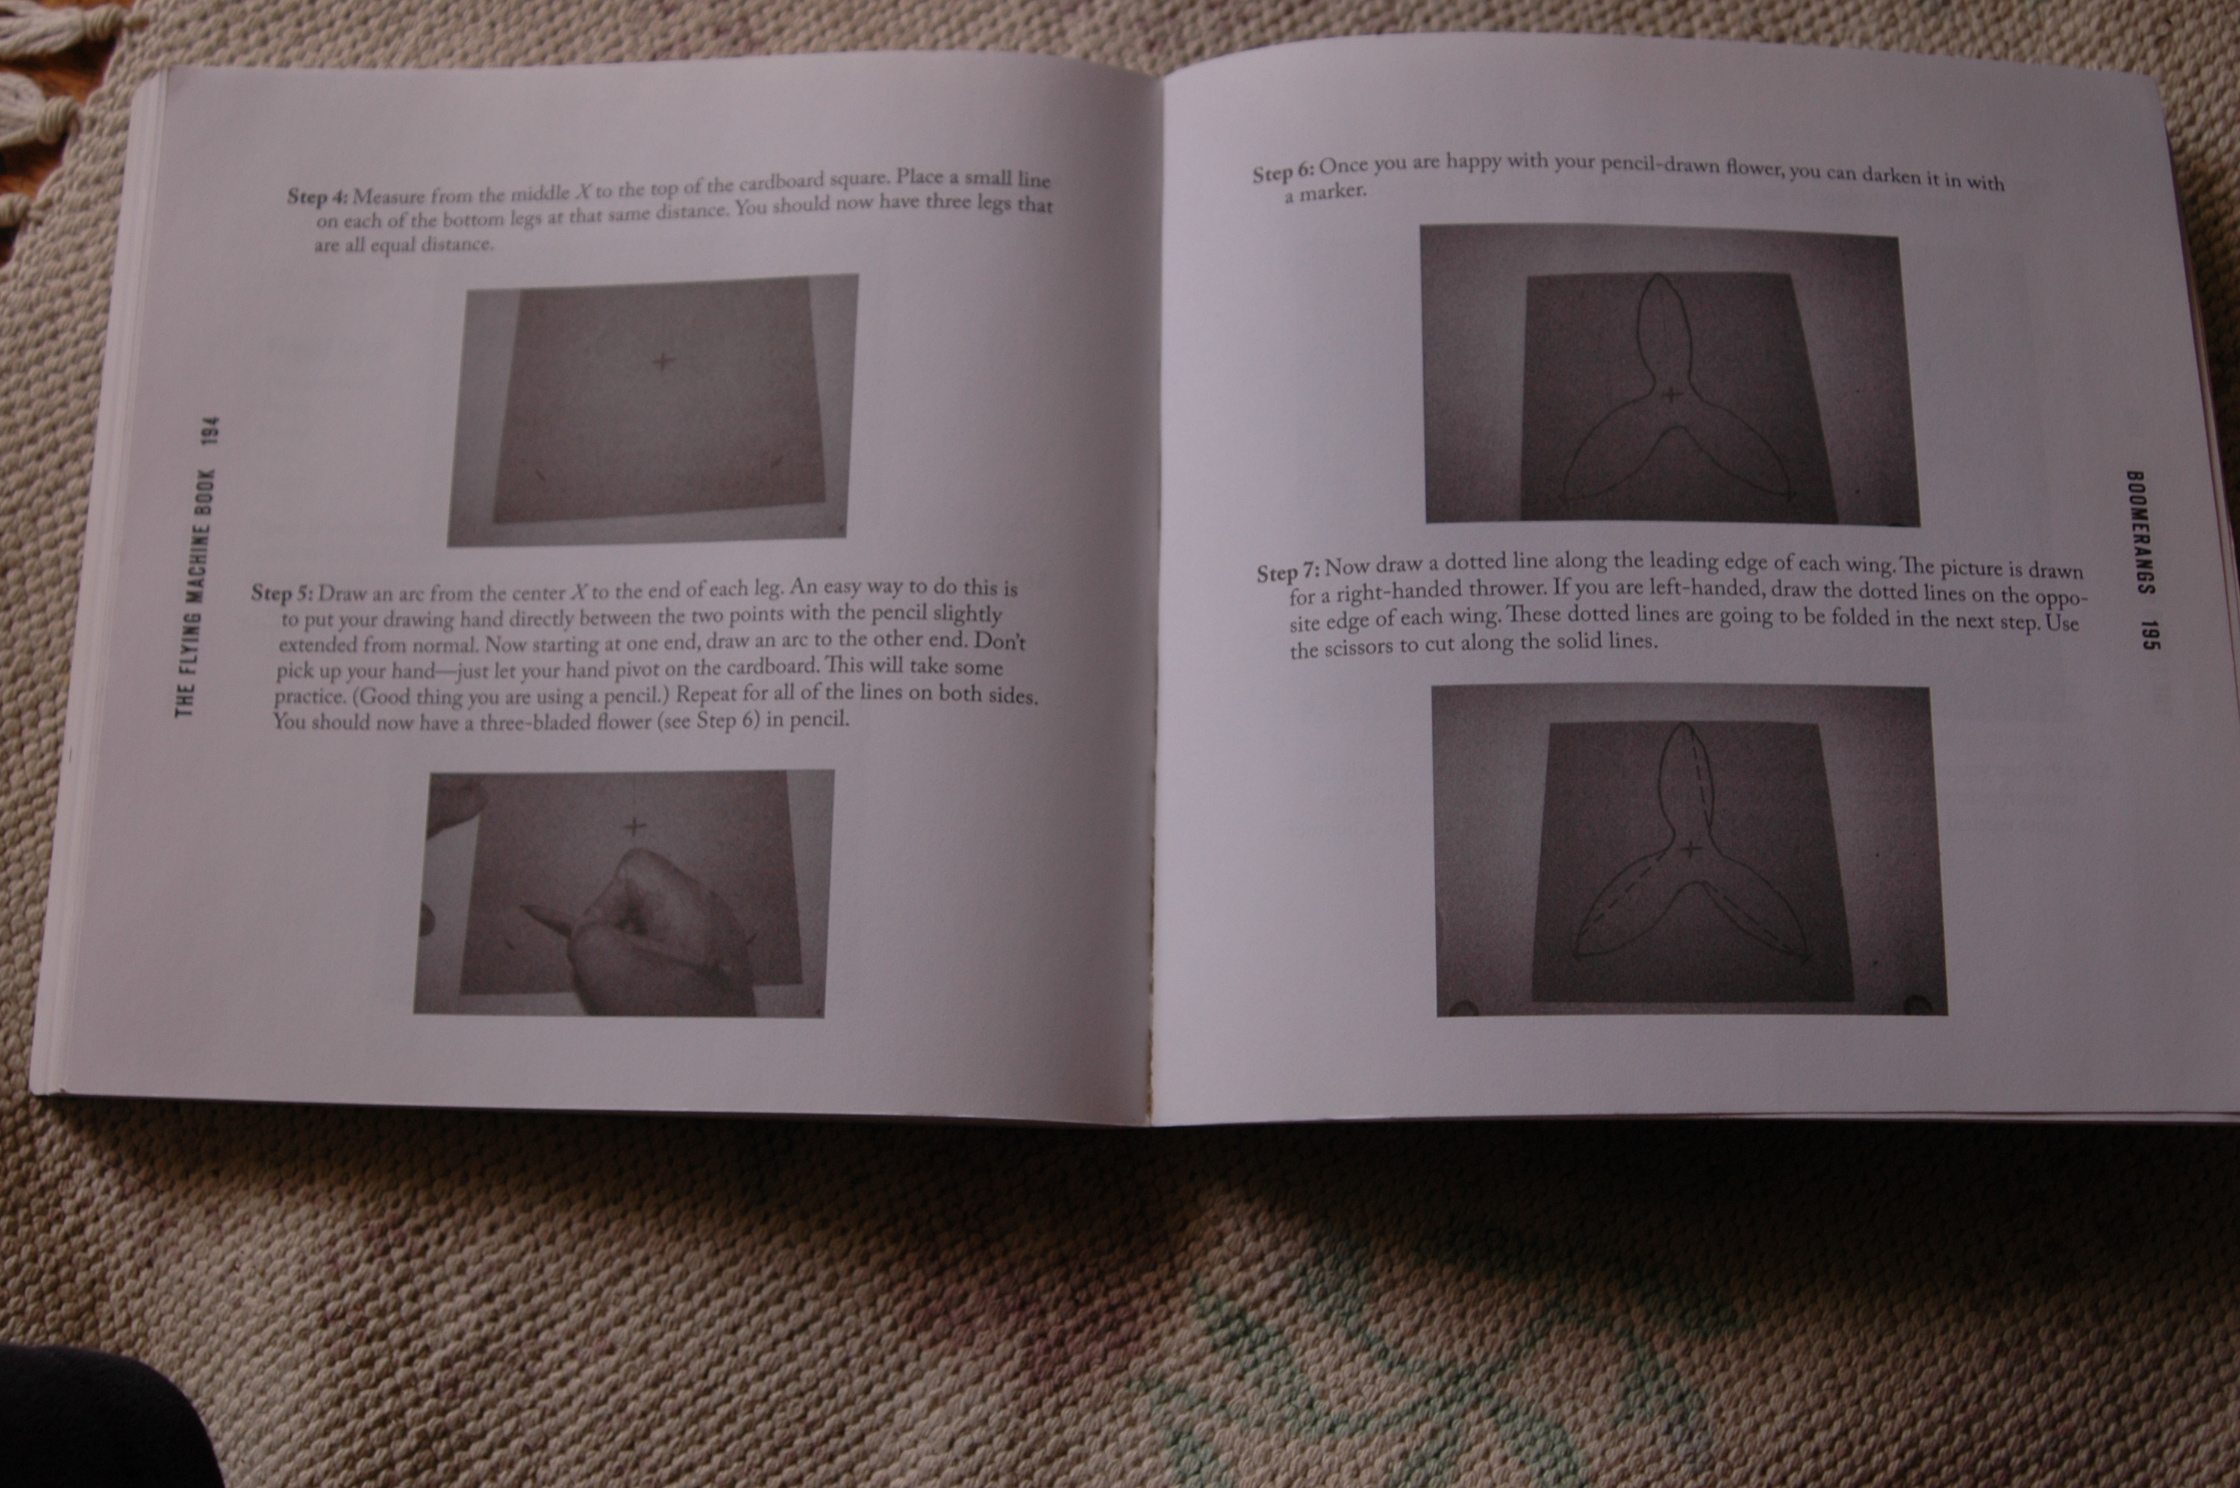 Step 4: Measure from the middle X to the top of the cardboard square. Place a small line
on each of the bottom legs at that same distance. You should now have three legs that
are all equal distance.
Step 5: Draw an arc from the center X to the end of each leg. An easy way to do this is
to put your drawing hand directly between the two points with the pencil slightly
extended from normal. Now starting at one end, draw an arc to the other end. Don't
pick up your hand—just let your hand pivot on the cardboard. This will take some
practice. (Good thing you are using a pencil.) Repeat for all of the lines on both sides.
You should now have a three-bladed flower (see Step 6) in pencil.
THE FLYING MACHINE BOOK 194
Step 6: Once you are happy with your pencil-drawn flower, you can darken it in with
a marker.
Step 7: Now draw a dotted line along the leading edge of each wing. The picture is drawn
for a right-handed thrower. If you are left-handed, draw the dotted lines on the oppo-
site edge of each wing. These dotted lines are going to be folded in the next step. Use
the scissors to cut along the solid lines.
BOOMERANGS 195